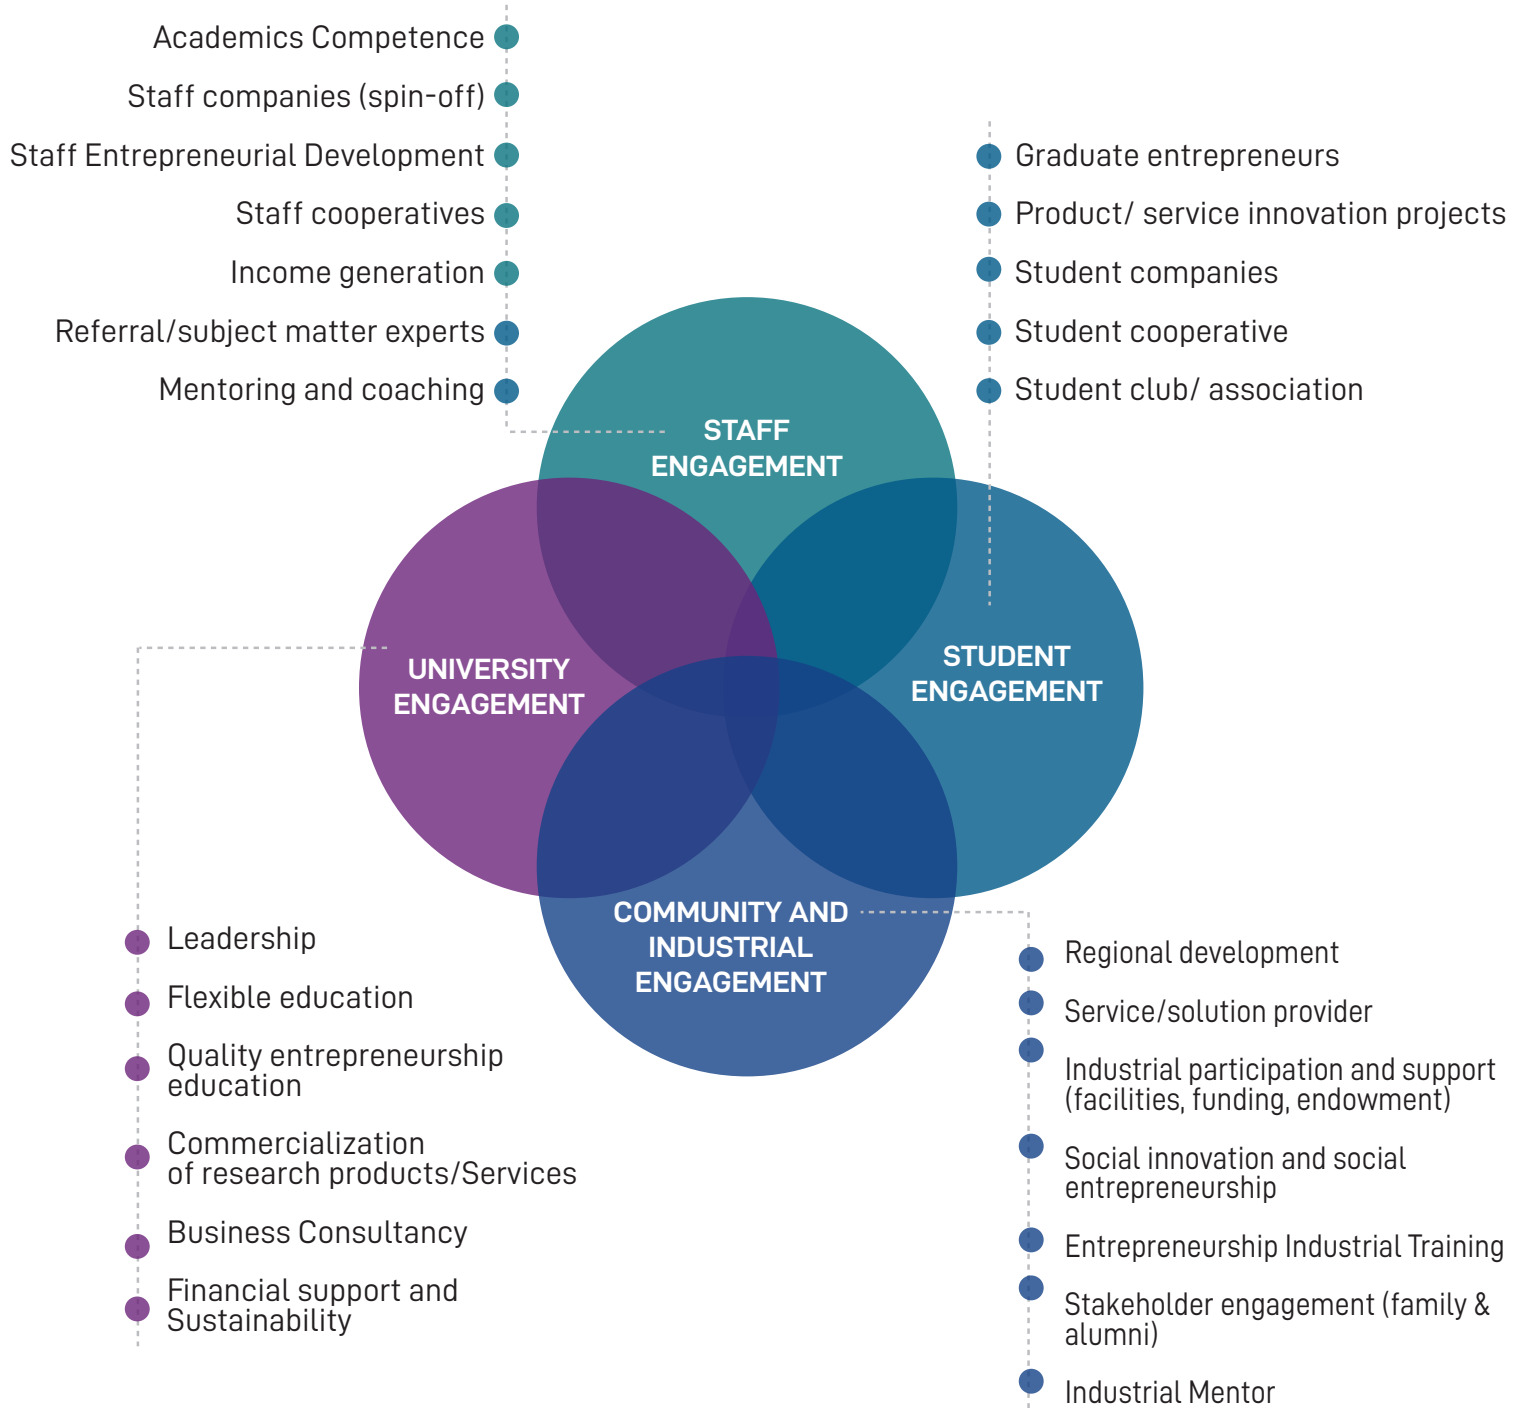 Academics Competence
Staff companies (spin-off)
Staff Entrepreneurial Development
Staff cooperatives
Income generation
Referral/subject matter experts
Mentoring and coaching
Graduate entrepreneurs
Product/ service innovation projects
Student companies
Student cooperative
Student club/ association
STAFF
ENGAGEMENT
UNIVERSITY
ENGAGEMENT
STUDENT
ENGAGEMENT
COMMUNITY AND
INDUSTRIAL
ENGAGEMENT
Leadership
Flexible education
Quality entrepreneurship
education
Commercialization
of research products/Services
Business Consultancy
Financial support and
Sustainability
Regional development
Service/solution provider
Industrial participation and support
(facilities, funding, endowment)
Social innovation and social
entrepreneurship
Entrepreneurship Industrial Training
Stakeholder engagement (family &
alumni)
Industrial Mentor